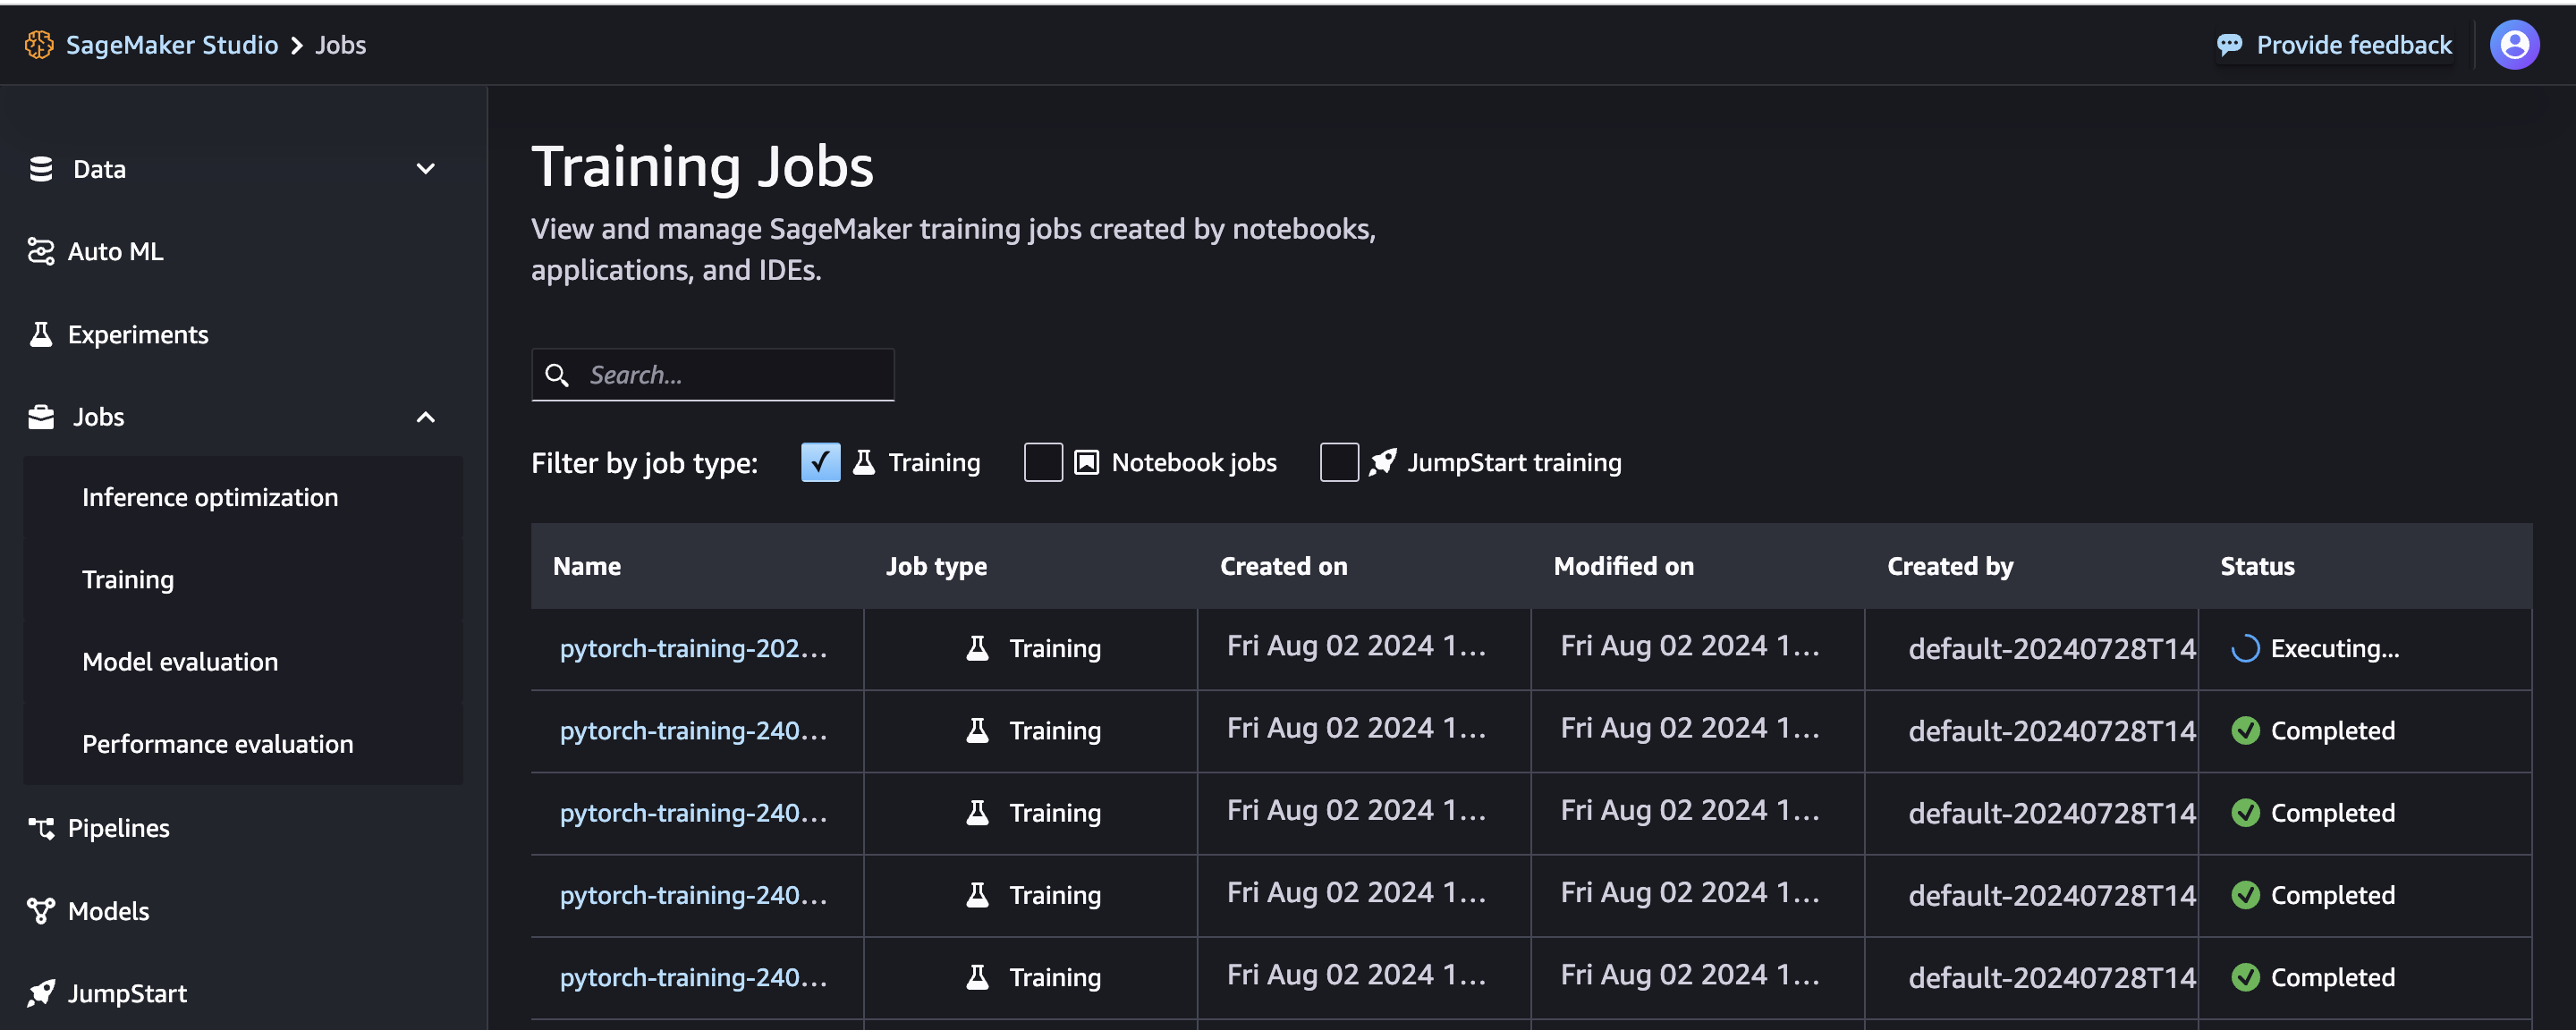 SageMaker Studio > Jobs
Provide feedback
Data
Auto ML
Experiments
Jobs
Inference optimization
Training
Model evaluation
Performance evaluation
Pipelines
Models
JumpStart
Training Jobs
View and manage SageMaker training jobs created by notebooks,
applications, and IDEs.
Search...
Filter by job type: Training Notebook jobs JumpStart training
Name Job type Created on Modified on Created by Status
pytorch-training-202... Training Fri Aug 02 2024 1... Fri Aug 02 2024 1... default-20240728T14 Executing...
pytorch-training-240... Training Fri Aug 02 2024 1... Fri Aug 02 2024 1... default-20240728T14 Completed
pytorch-training-240... Training Fri Aug 02 2024 1... Fri Aug 02 2024 1... default-20240728T14 Completed
pytorch-training-240... Training Fri Aug 02 2024 1... Fri Aug 02 2024 1... default-20240728T14 Completed
pytorch-training-240... Training Fri Aug 02 2024 1... Fri Aug 02 2024 1... default-20240728T14 Completed